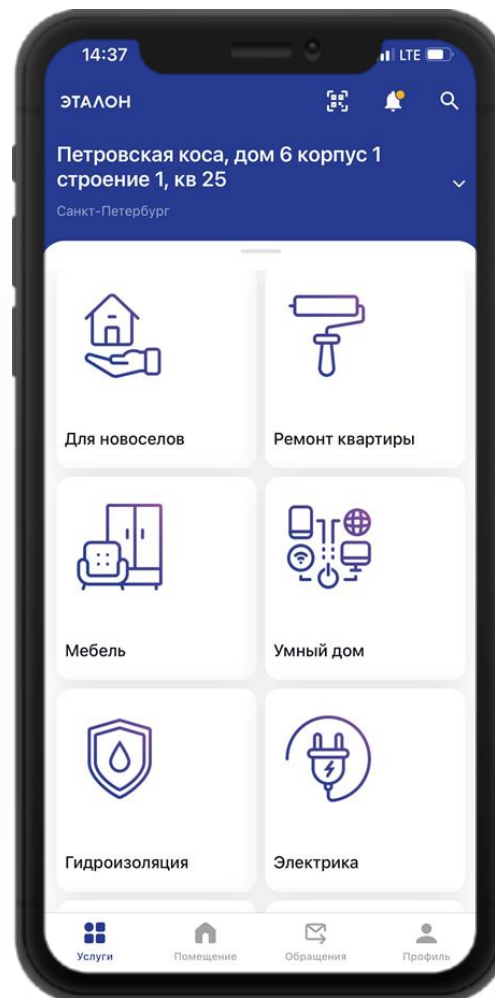 14:37
LTE
ЭТАЛОН
Петровская коса, дом 6 корпус 1
строение 1, кв 25
Санкт-Петербург
Для новоселов
Ремонт квартиры
Мебель
Умный дом
Гидроизоляция
Электрика
Услуги
Помещение
Обращения
Профиль